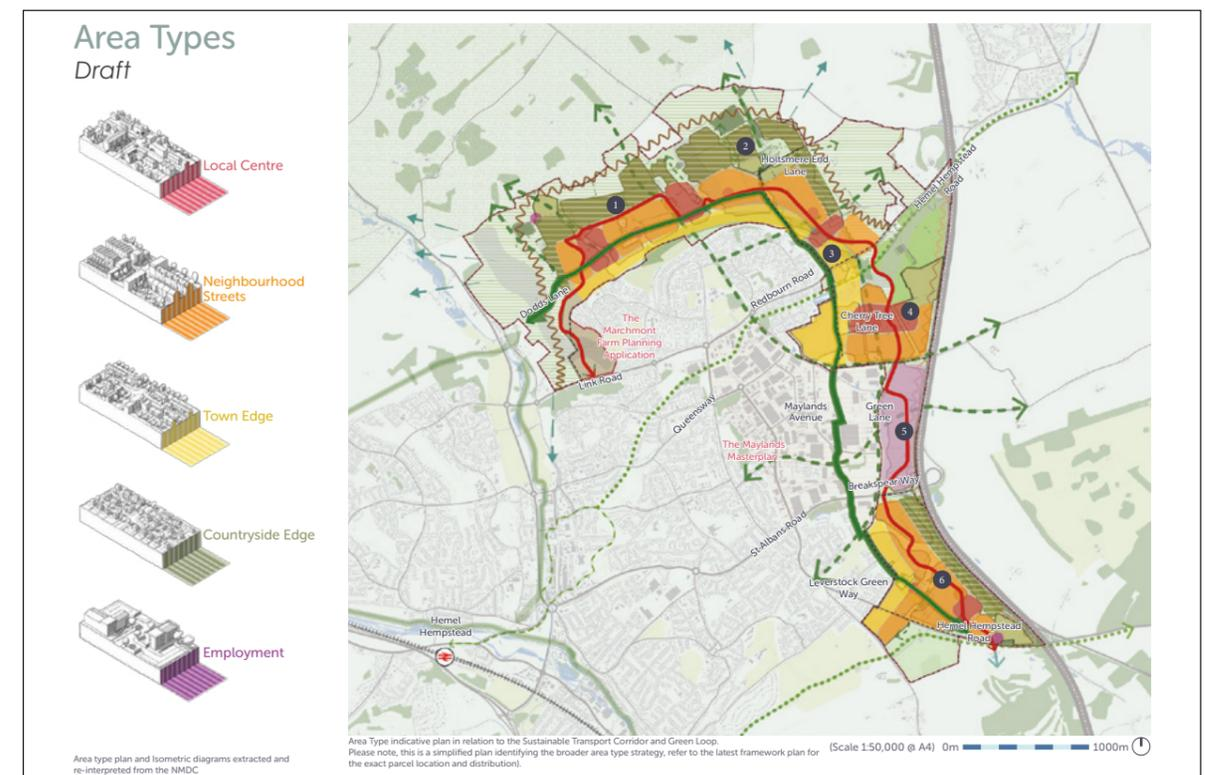 Area Types
Draft
Local Centre
Neighbourhood
Streets
Town Edge
Countryside Edge
Employment
Area type plan and Isometric diagrams extracted and
re-interpreted from the NMDC
2
Holtsmere End
Lane
Hemel Hempstead
Road
1
3
Redbourn Road
Dodds Lane
Cherry Tree
Lane
4
The
Marchmont
Farm Planning
Application
Link Road
Queensway
Maylands
Avenue
Green
Lane
5
The Maylands
Masterplan
Breakspear Way
St Albans Road
Leverstock Green
Way
6
Hemel
Hempstead
Hemel Hempstead
Road
Area Type indicative plan in relation to the Sustainable Transport Corridor and Green Loop.
Please note, this is a simplified plan identifying the broader area type strategy, refer to the latest framework plan for
the exact parcel location and distribution).
(Scale 1:50,000 @ A4) 0m 1000m